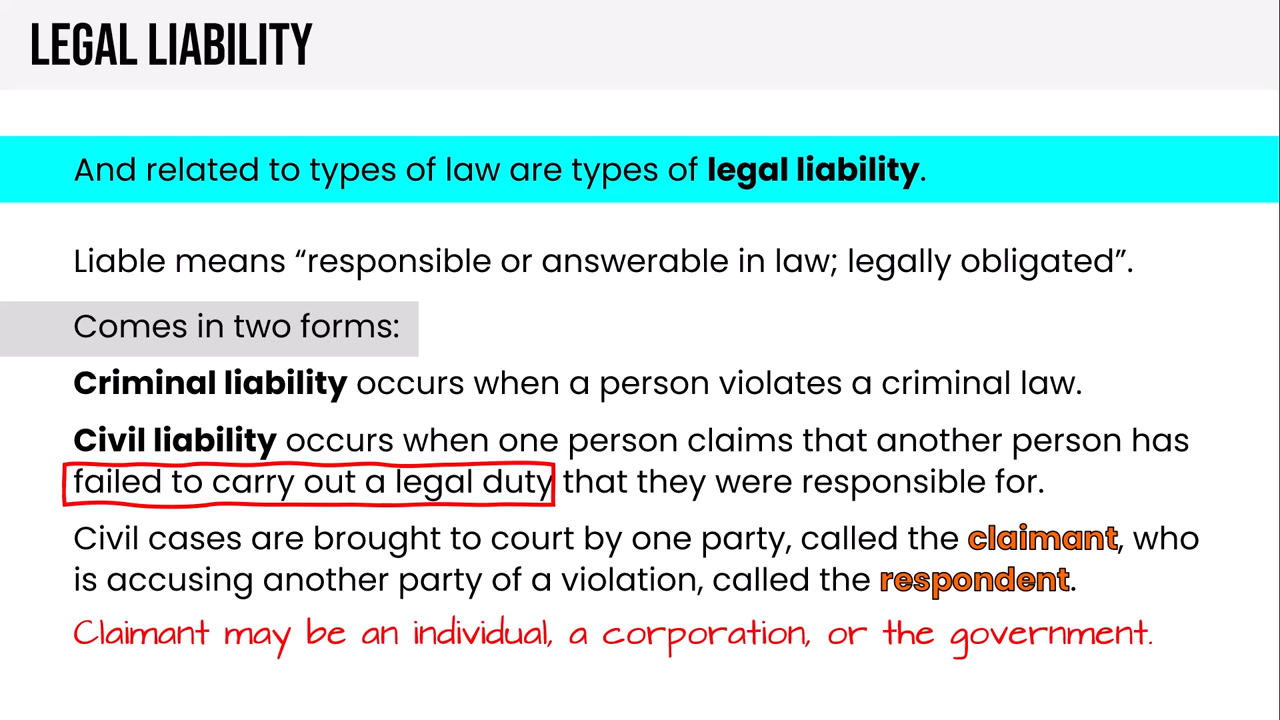 LEGAL LIABILITY
And related to types of law are types of legal liability.
Liable means “responsible or answerable in law; legally obligated”.
Comes in two forms:
Criminal liability occurs when a person violates a criminal law.
Civil liability occurs when one person claims that another person has
failed to carry out a legal duty that they were responsible for.
Civil cases are brought to court by one party, called the claimant, who
is accusing another party of a violation, called the respondent.
Claimant may be an individual, a corporation, or the government.